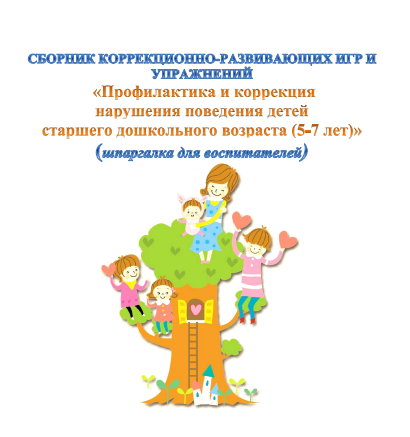 СБОРНИК КОРРЕКЦИОННО-РАЗВИВАЮЩИХ ИГР И
УПРАЖНЕНИЙ
«Профилактика и коррекция
нарушения поведения детей
старшего дошкольного возраста (5-7 лет)»
(шпаргалка для воспитателей)